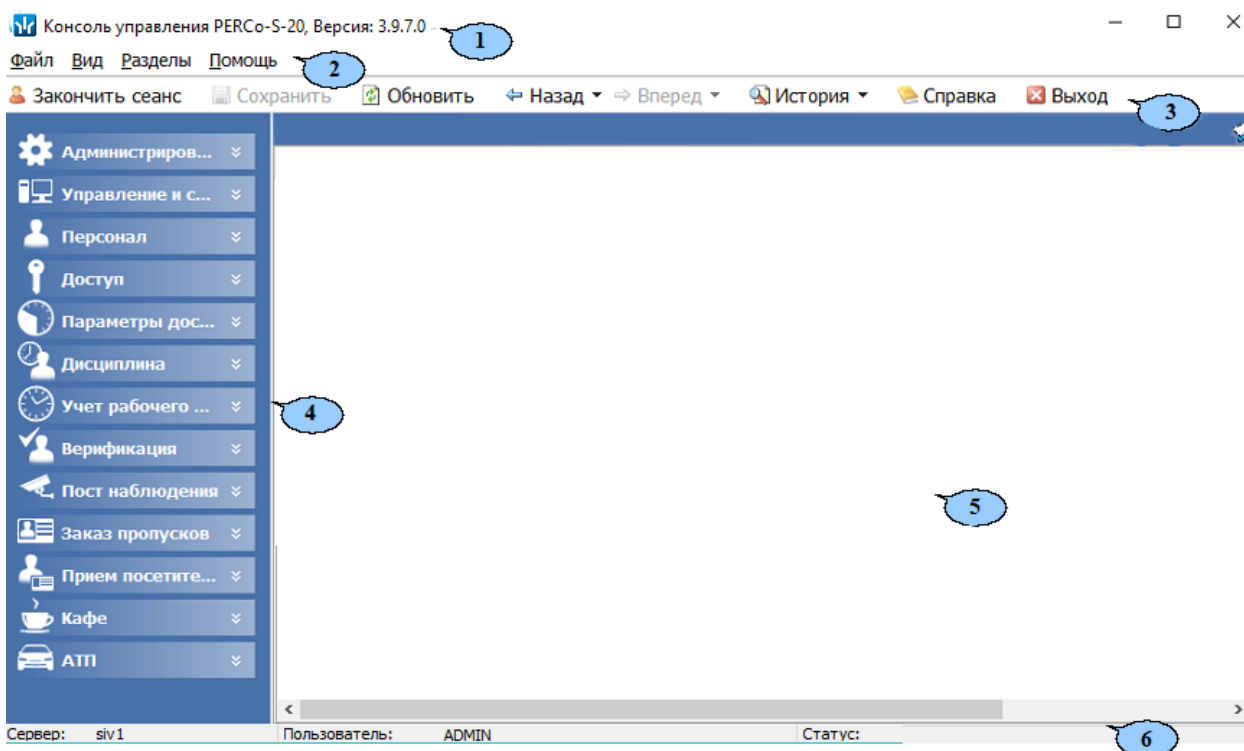 Консоль управления PERCo-S-20, Версия: 3.9.7.0
1
Файл Вид Разделы Помощь
2
Закончить сеанс Сохранить Обновить Назад Вперед История Справка Выход
3
Администриров...
Управление и с...
Персонал
Доступ
Параметры дос...
Дисциплина
Учет рабочего ...
4
Верификация
Пост наблюдения
5
Заказ пропусков
Прием посетите...
Кафе
АТП
Сервер: siv1 Пользователь: ADMIN Статус:
6